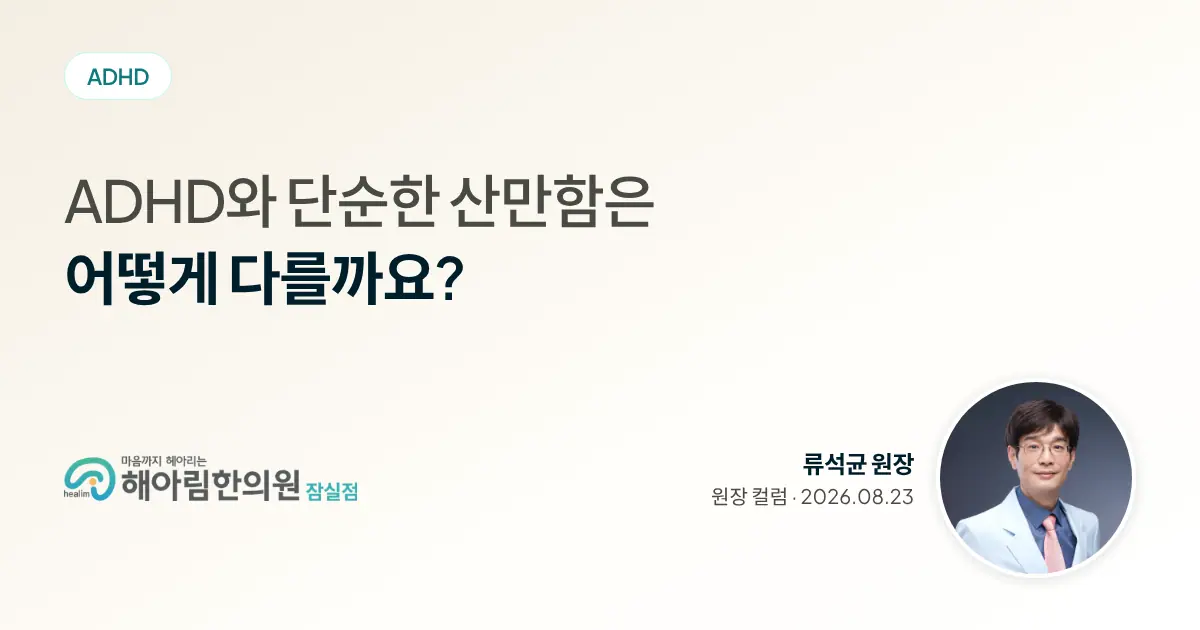 ADHD
ADHD와 단순한 산만함은
어떻게 다를까요?
마음까지 헤아리는
healim
해아림한의원 잠실점
류석균 원장
원장 컬럼 · 2026.08.23